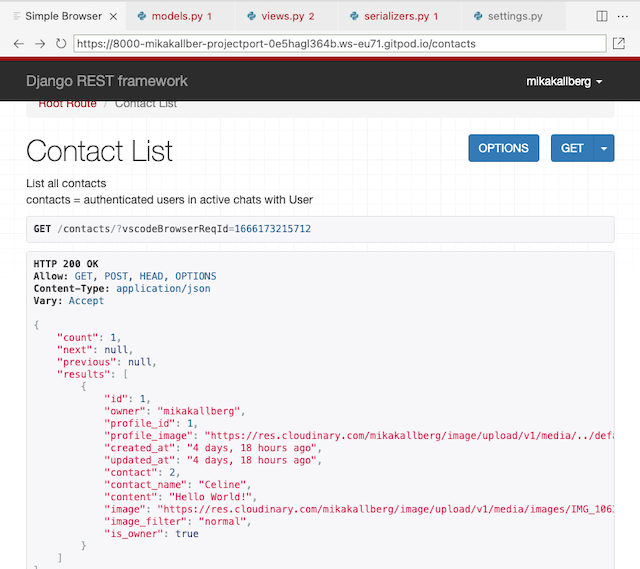 Simple Browser models.py 1 views.py 2 serializers.py 1 settings.py
https://8000-mikakallber-projectport-0e5hagl364b.ws-eu71.gitpod.io/contacts
Django REST framework mikakallberg
Root Route / Contact List
Contact List OPTIONS GET
List all contacts
contacts = authenticated users in active chats with User
GET /contacts/?vscodeBrowserReqId=1666173215712
HTTP 200 OK
Allow: GET, POST, HEAD, OPTIONS
Content-Type: application/json
Vary: Accept
{
"count": 1,
"next": null,
"previous": null,
"results": [
{
"id": 1,
"owner": "mikakallberg",
"profile_id": 1,
"profile_image": "https://res.cloudinary.com/mikakallberg/image/upload/v1/media/../defa
"created_at": "4 days, 18 hours ago",
"updated_at": "4 days, 18 hours ago",
"contact": 2,
"contact_name": "Celine",
"content": "Hello World!",
"image": "https://res.cloudinary.com/mikakallberg/image/upload/v1/media/images/IMG_106
"image_filter": "normal",
"is_owner": true
}
]